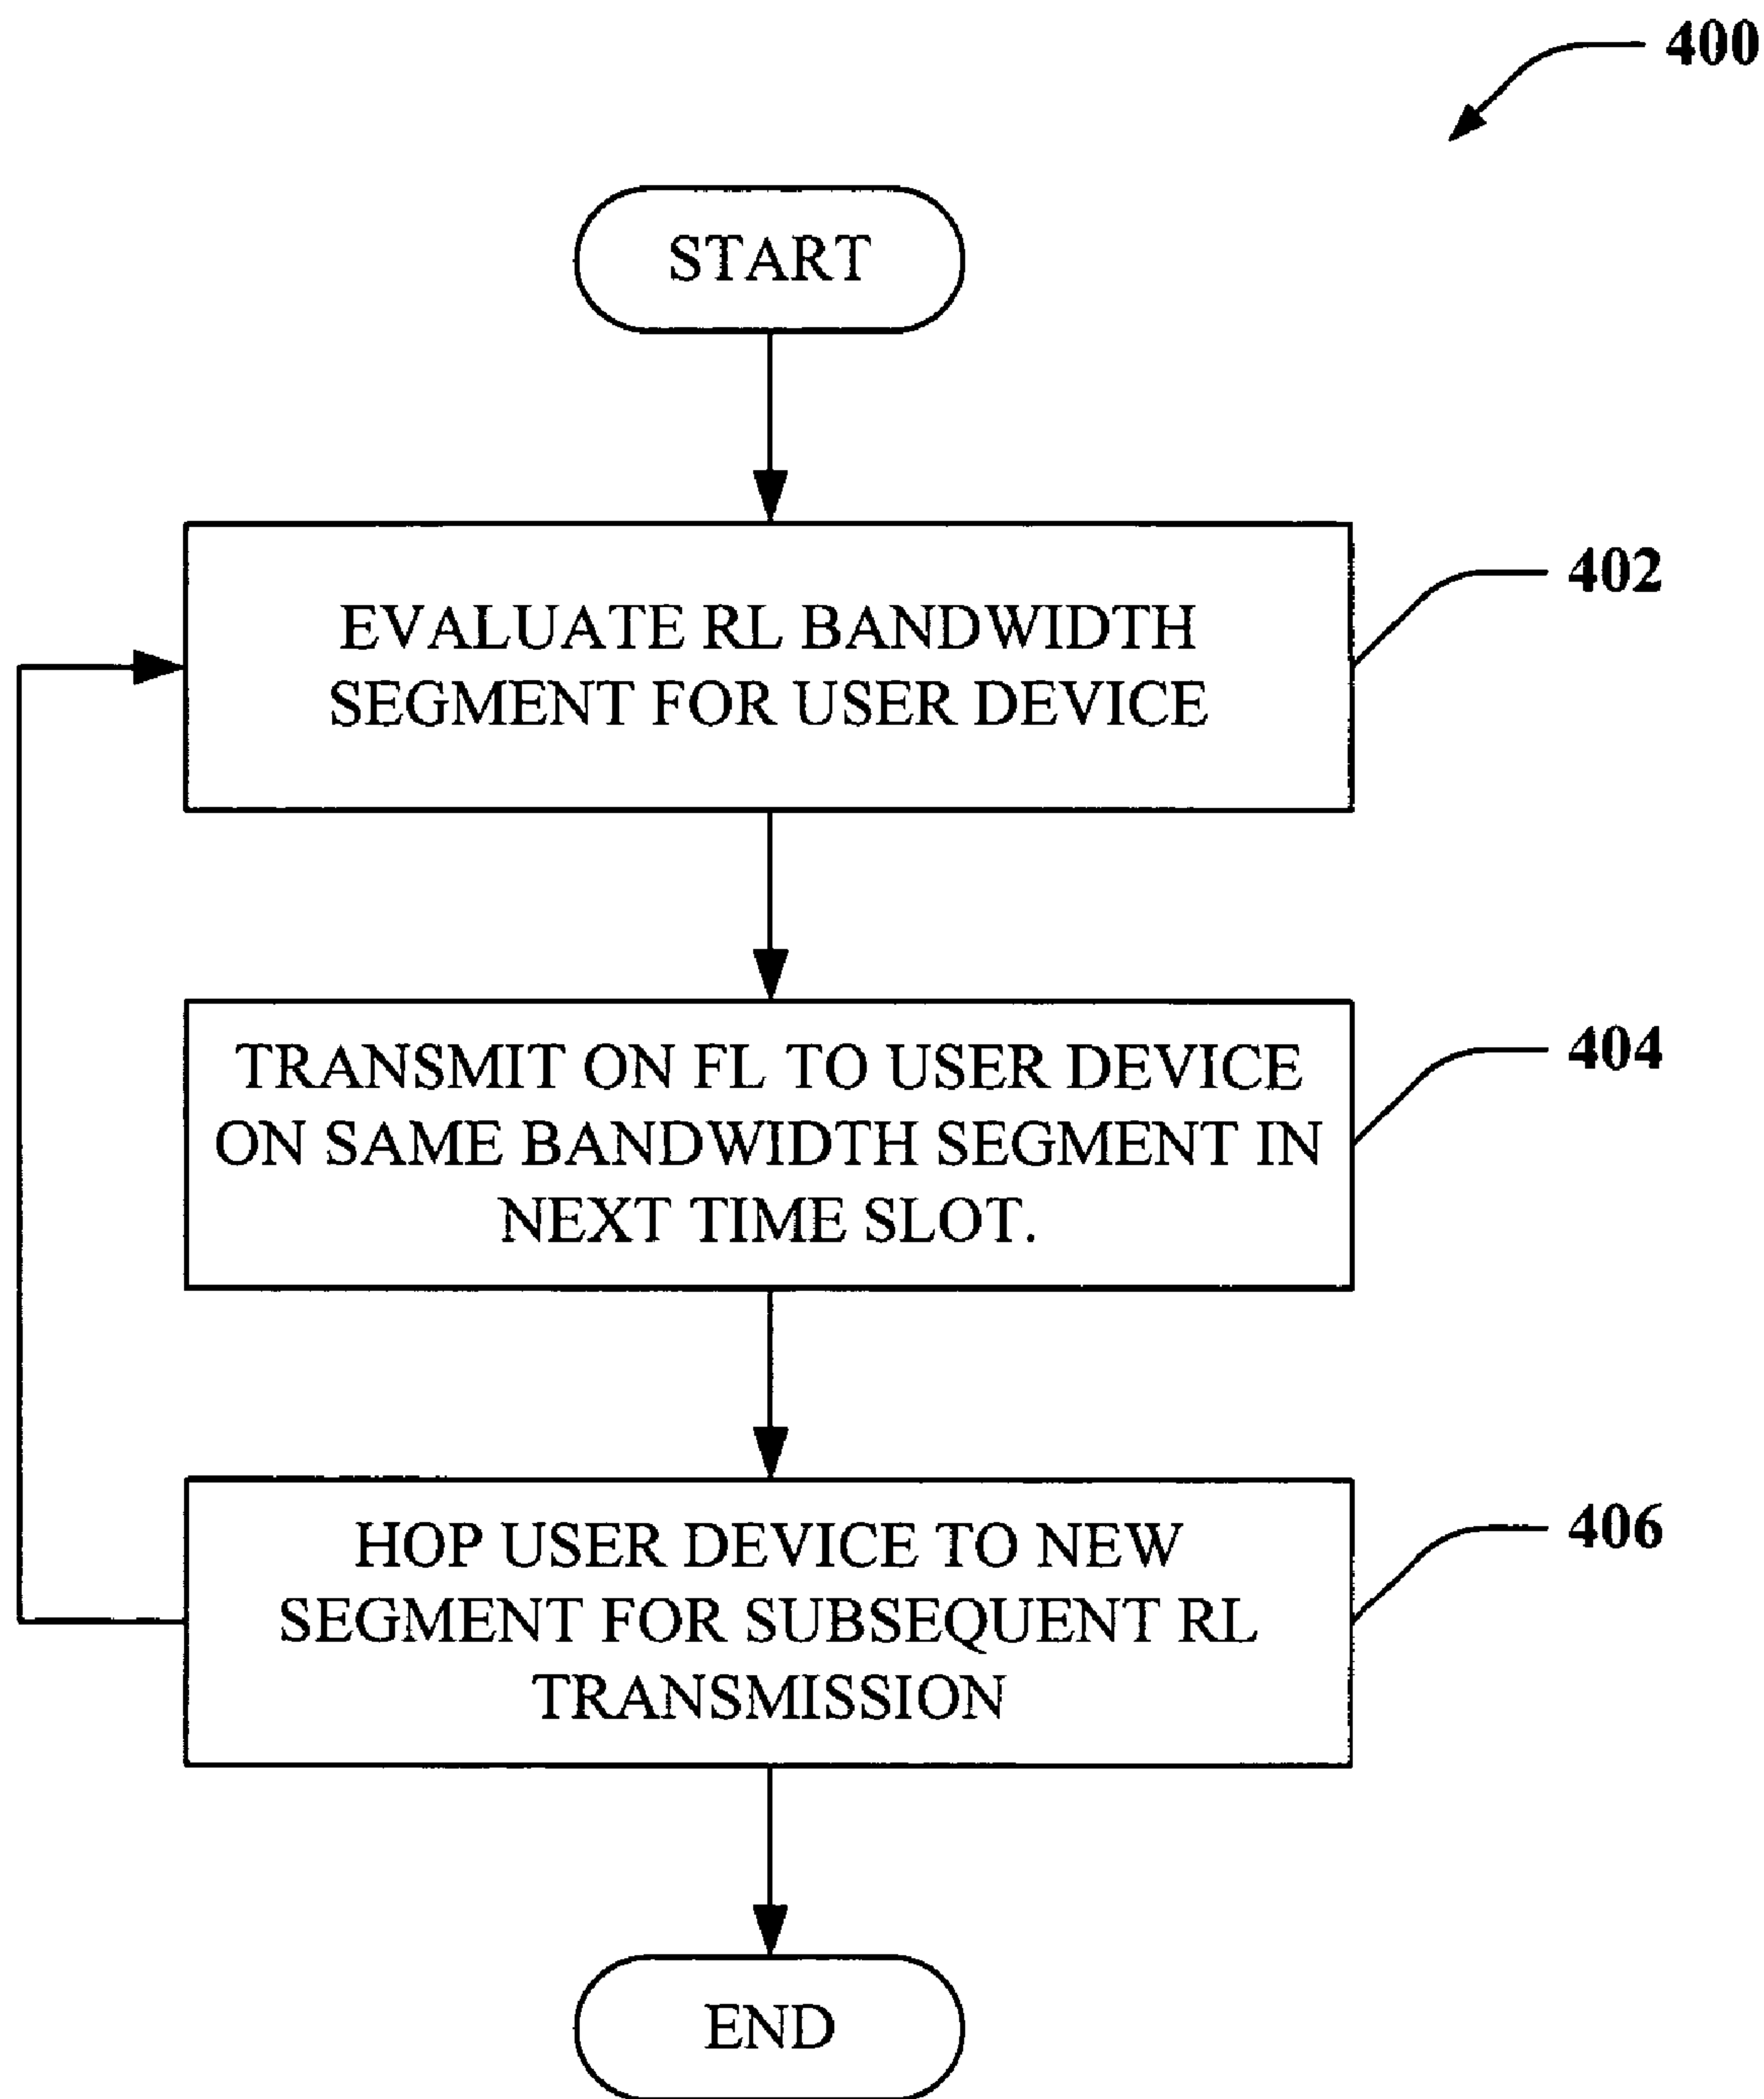 400
START
EVALUATE RL BANDWIDTH
SEGMENT FOR USER DEVICE
402
TRANSMIT ON FL TO USER DEVICE
ON SAME BANDWIDTH SEGMENT IN
NEXT TIME SLOT.
404
HOP USER DEVICE TO NEW
SEGMENT FOR SUBSEQUENT RL
TRANSMISSION
406
END